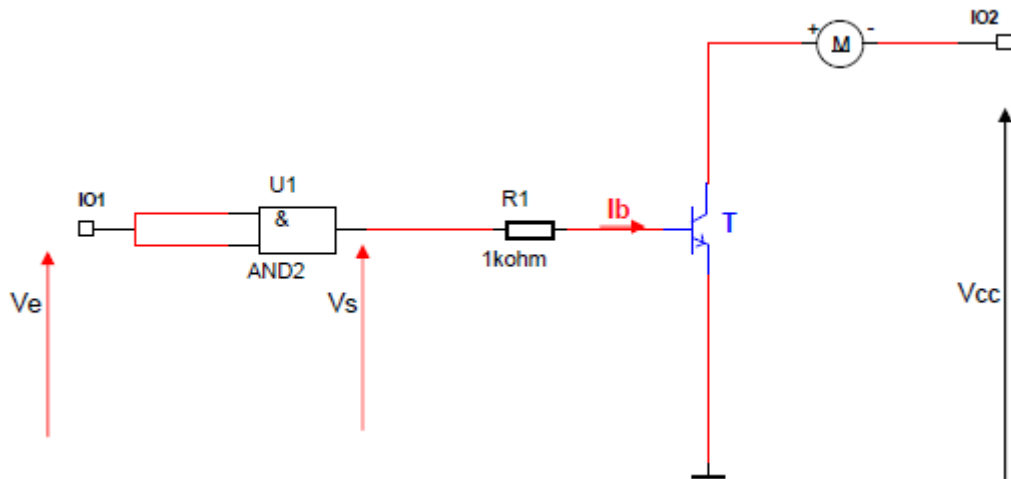 IO2
+ M -
IO1
U1
&
AND2
R1
1kohm
Ib
T
Ve
Vs
Vcc